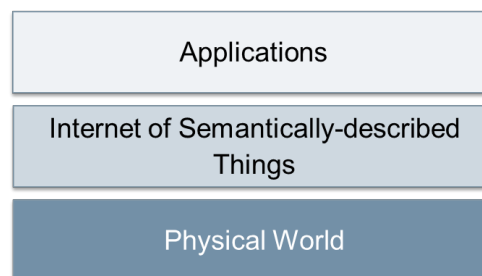 Applications
Internet of Semantically-described
Things
Physical World